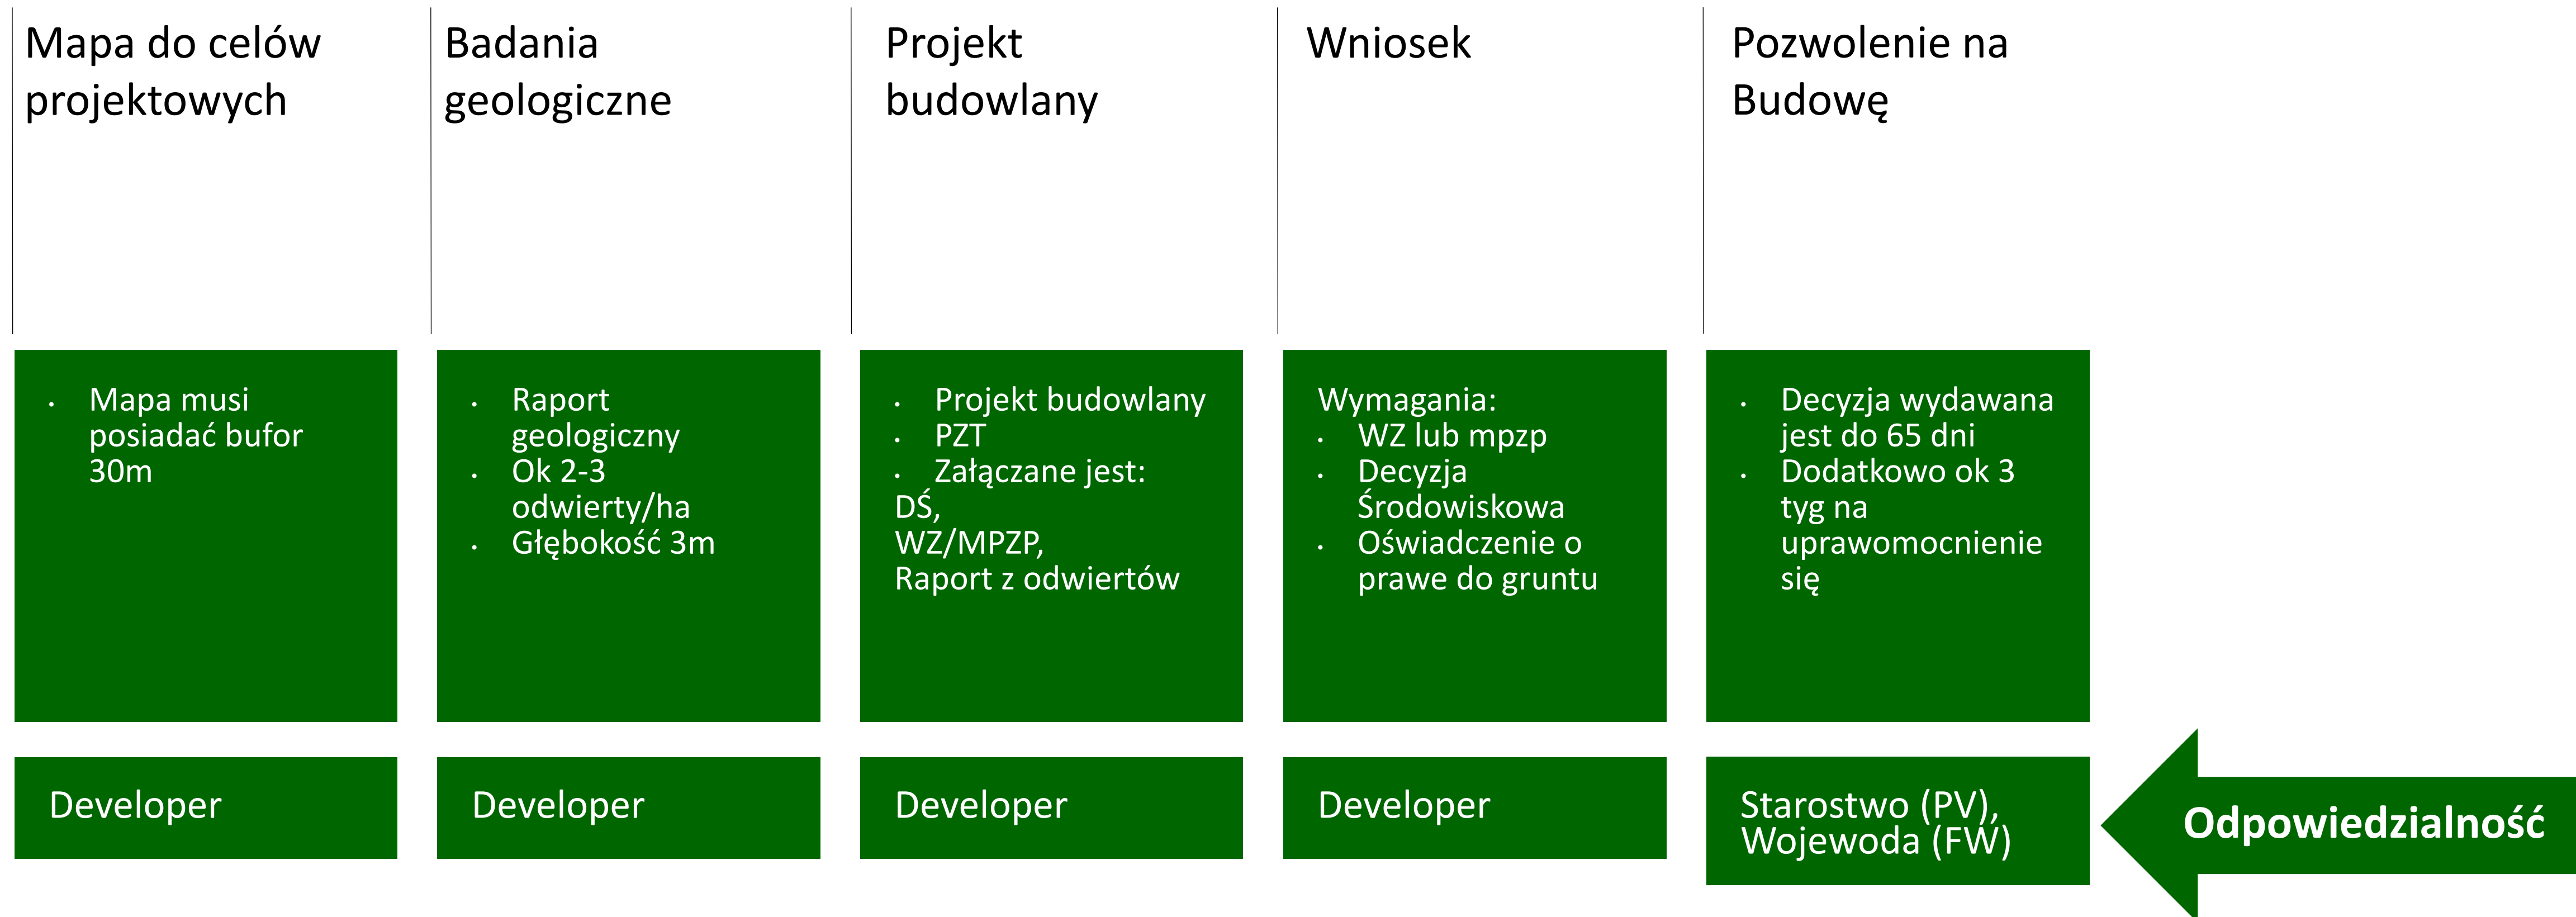 Mapa do celów
projektowych
Badania
geologiczne
Projekt
budowlany
Wniosek
Pozwolenie na
Budowę
• Mapa musi
posiadać bufor
30m
• Raport
geologiczny
• Ok 2-3
odwierty/ha
• Głębokość 3m
• Projekt budowlany
• PZT
• Załączane jest:
DŚ,
WZ/MPZP,
Raport z odwiertów
Wymagania:
• WZ lub mpzp
• Decyzja
Środowiskowa
• Oświadczenie o
prawe do gruntu
• Decyzja wydawana
jest do 65 dni
• Dodatkowo ok 3
tyg na
uprawomocnienie
się
Developer
Developer
Developer
Developer
Starostwo (PV),
Wojewoda (FW)
Odpowiedzialność